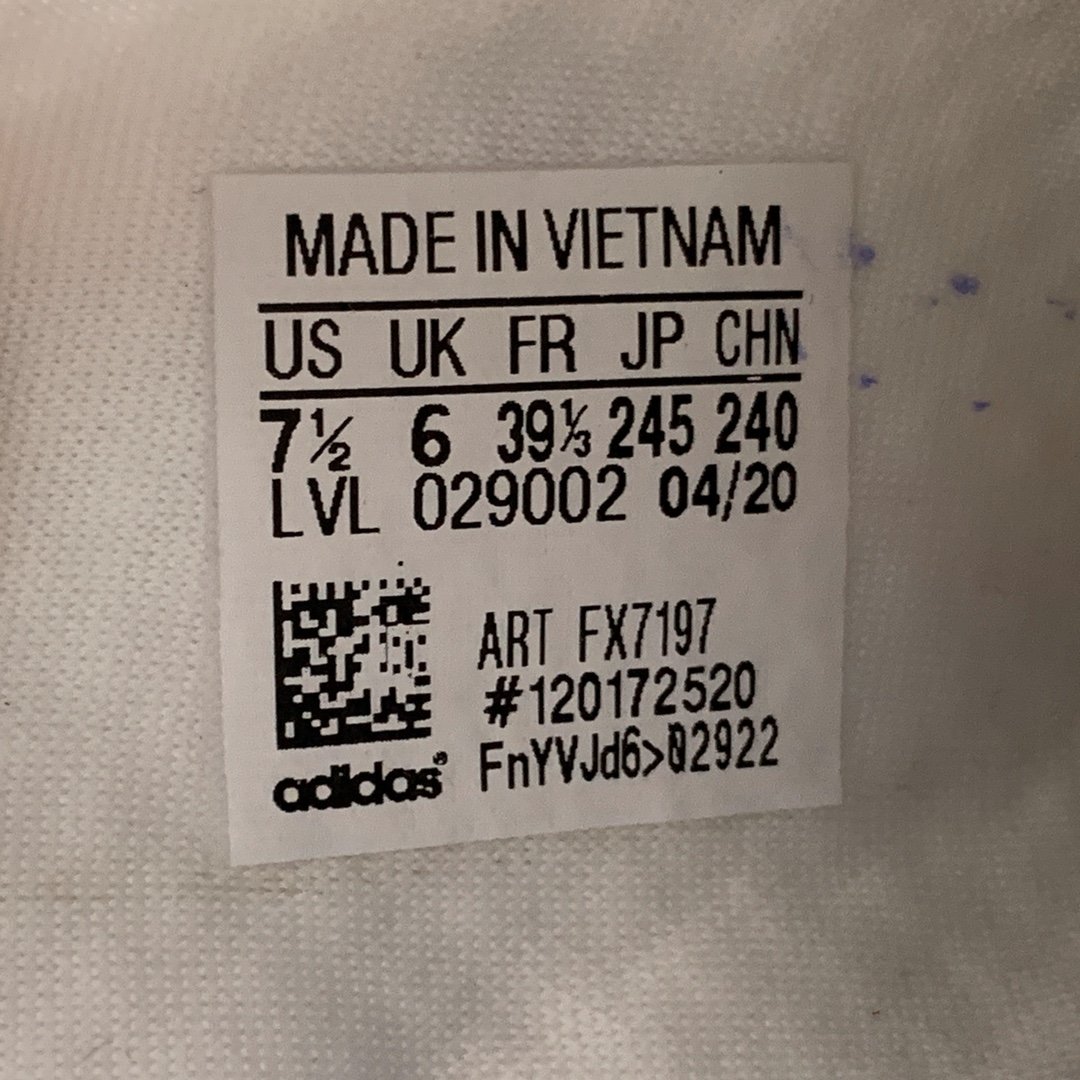 MADE IN VIETNAM
US UK FR JP CHN
7½ 6 39⅓ 245 240
LVL 029002 04/20
ART FX7197
#120172520
FnYVJd6>02922
adidas®